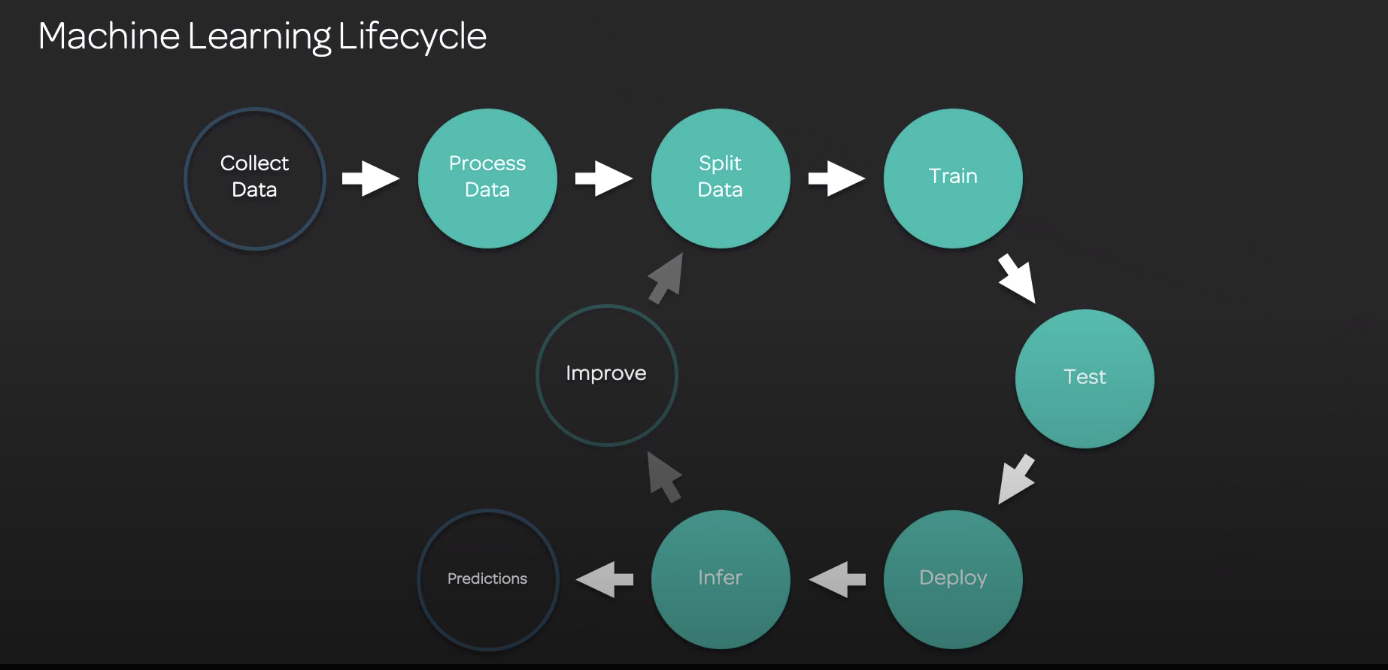 Machine Learning Lifecycle
Collect
Data
Process
Data
Split
Data
Train
Improve
Test
Predictions
Infer
Deploy